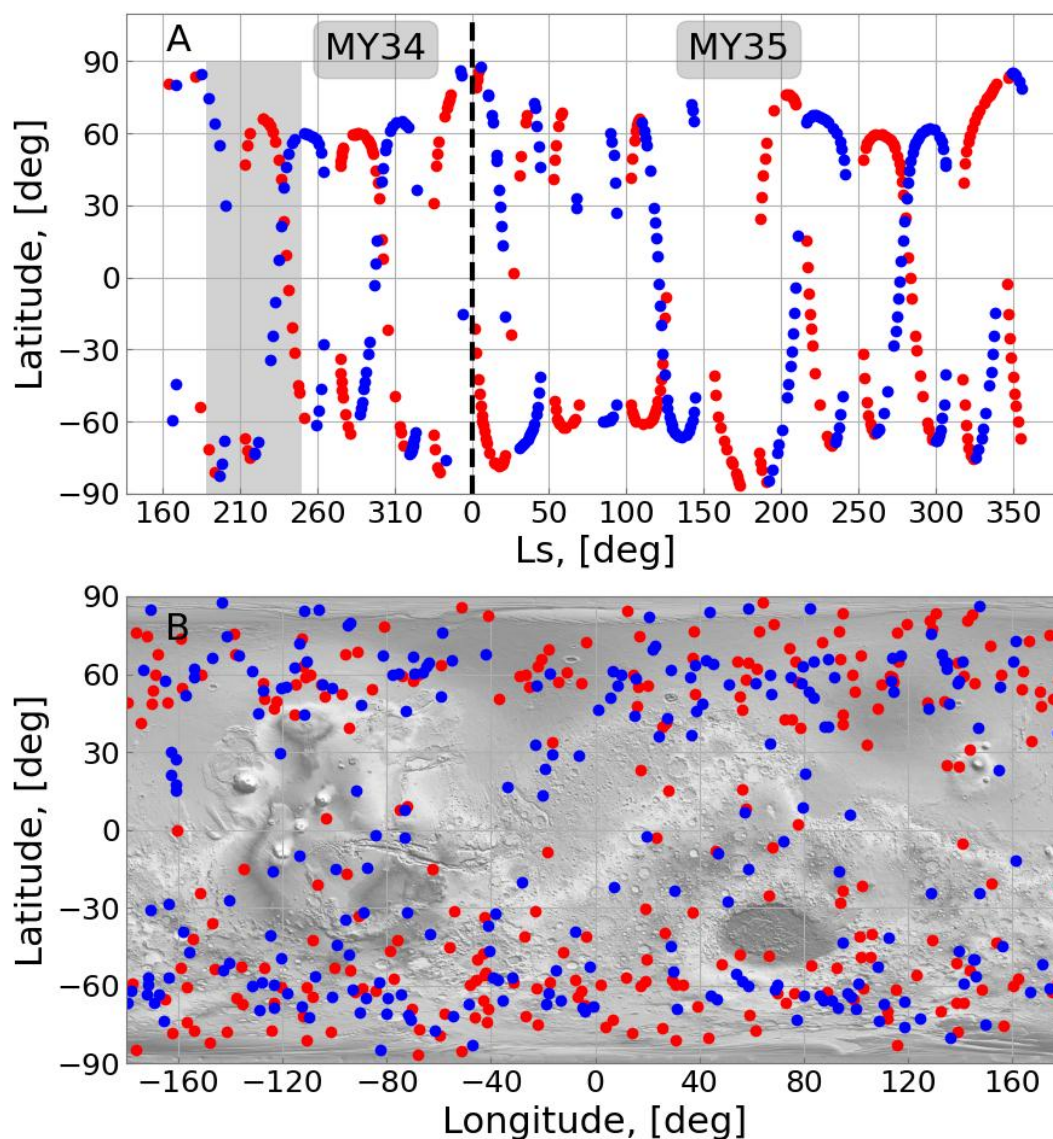 A
MY34
MY35
90
60
30
0
−30
−60
−90
Latitude, [deg]
160 210 260 310 0 50 100 150 200 250 300 350
Ls, [deg]
B
90
60
30
0
−30
−60
−90
Latitude, [deg]
−160 −120 −80 −40 0 40 80 120 160
Longitude, [deg]